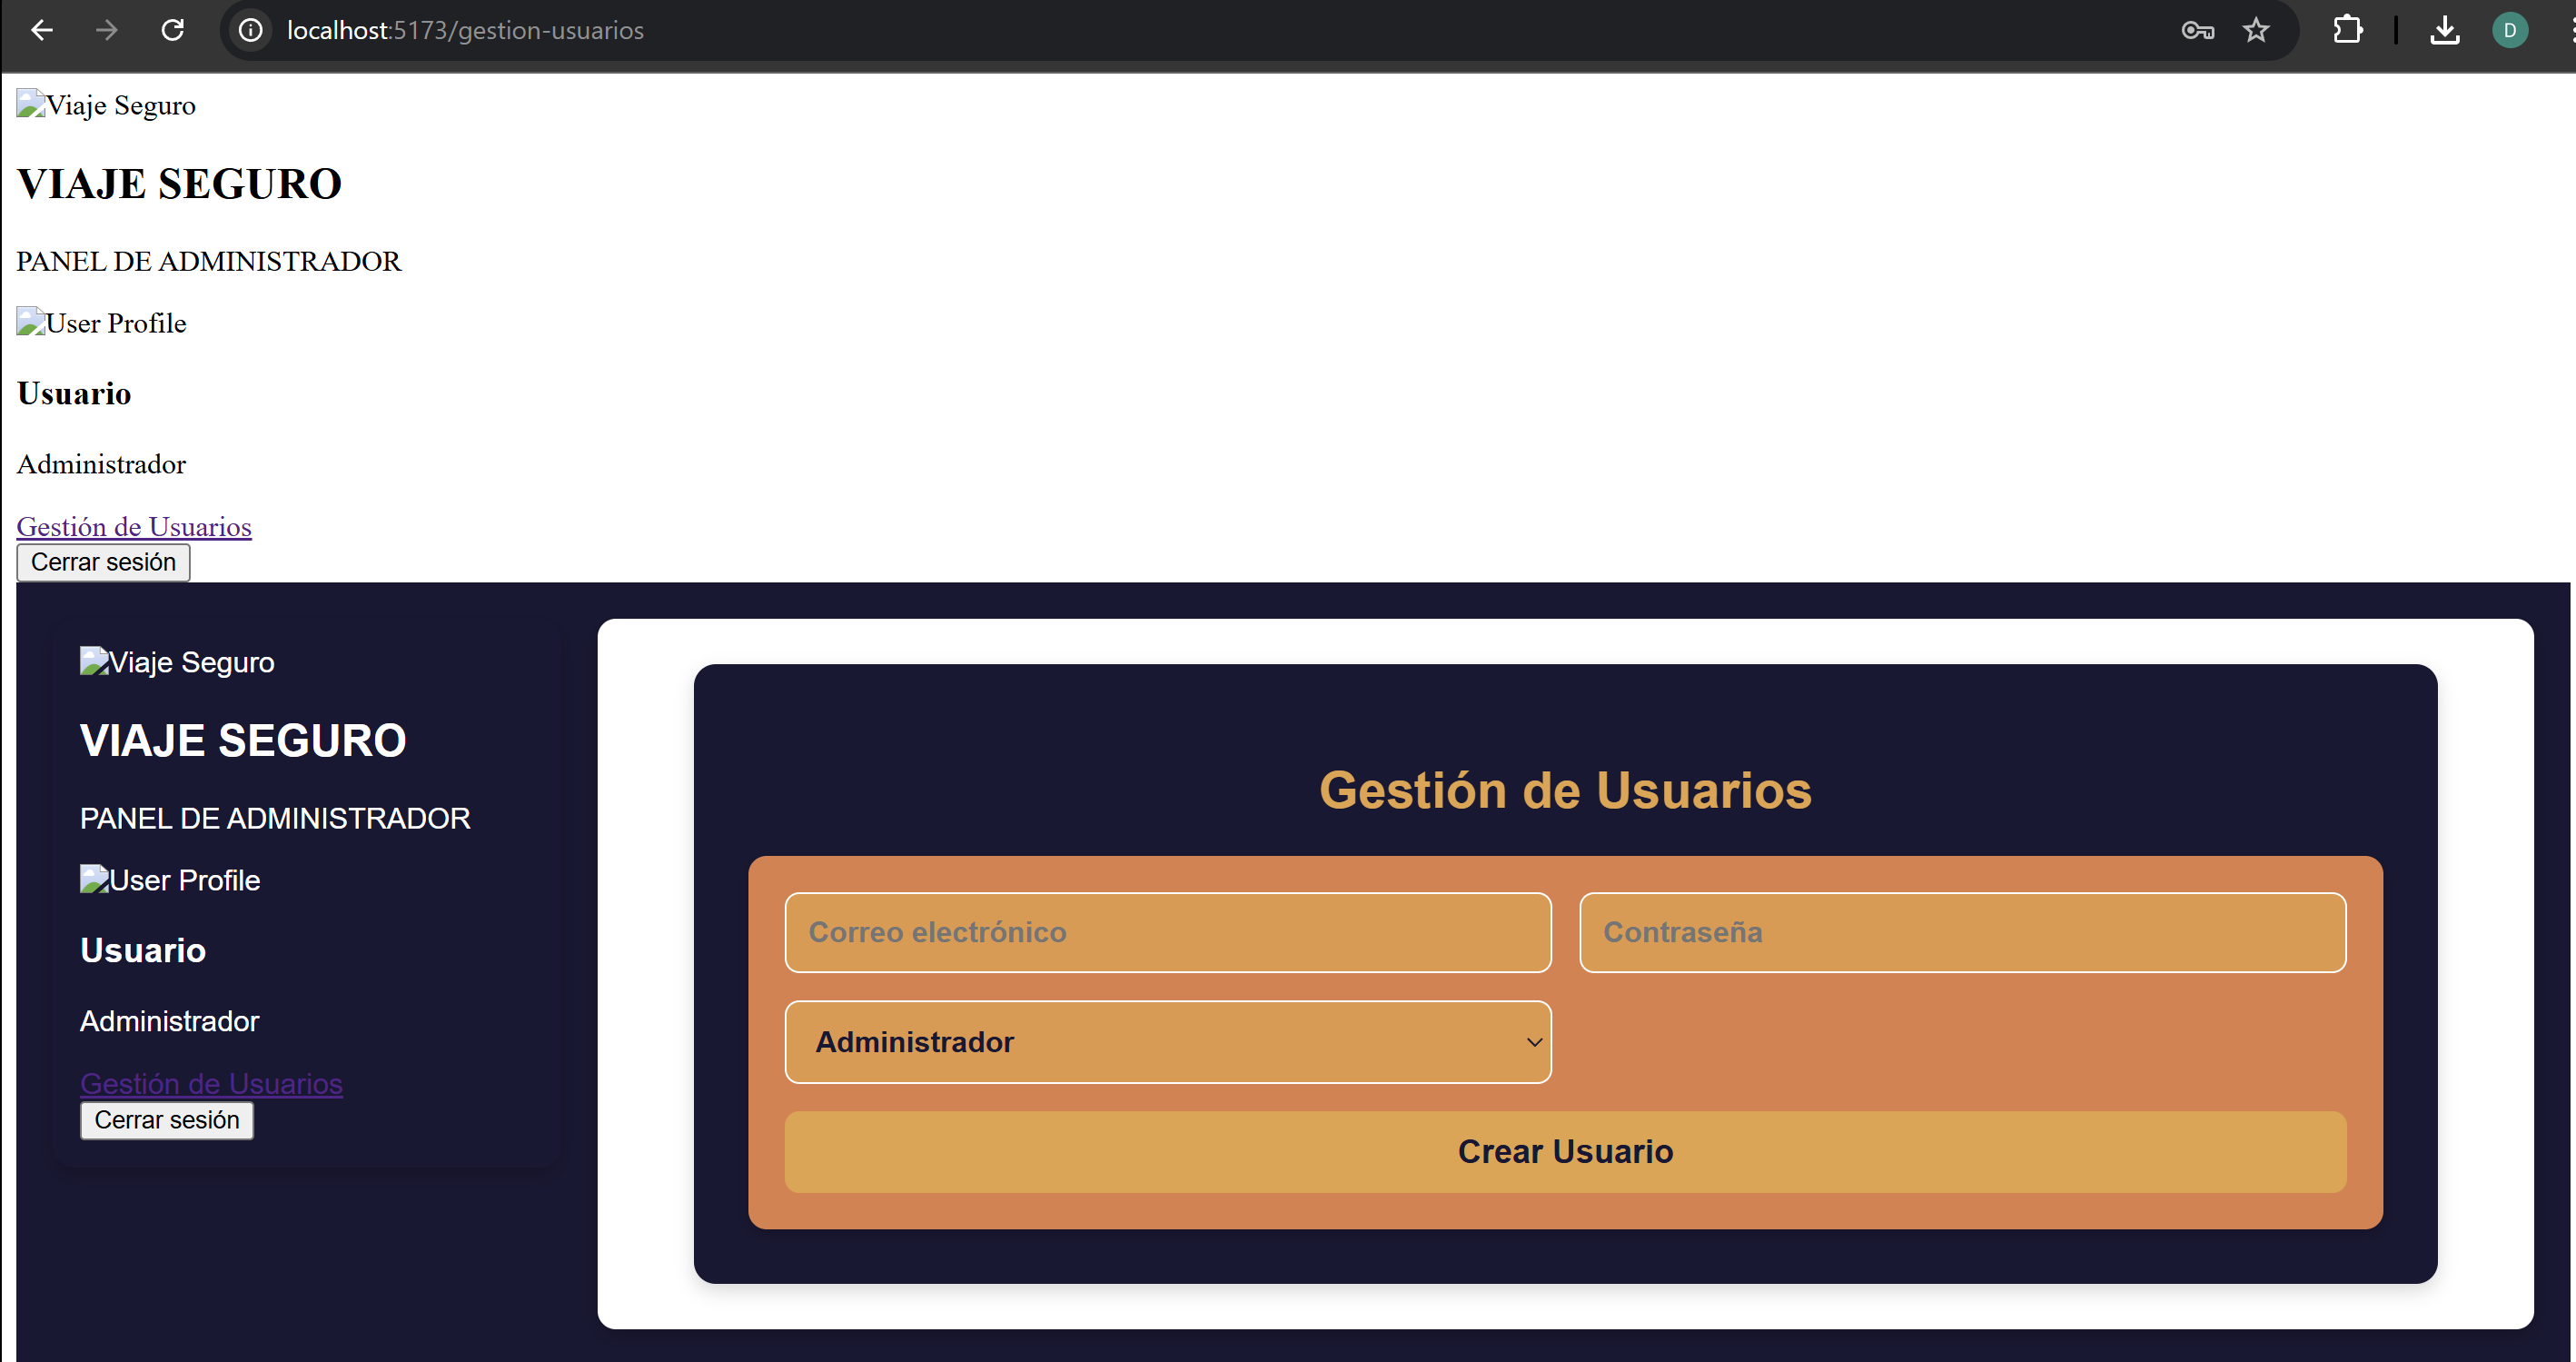 localhost:5173/gestion-usuarios
D
Viaje Seguro
VIAJE SEGURO
PANEL DE ADMINISTRADOR
User Profile
Usuario
Administrador
Gestión de Usuarios
Cerrar sesión
Viaje Seguro
VIAJE SEGURO
PANEL DE ADMINISTRADOR
User Profile
Usuario
Administrador
Gestión de Usuarios
Cerrar sesión
Gestión de Usuarios
Correo electrónico
Contraseña
Administrador
Crear Usuario